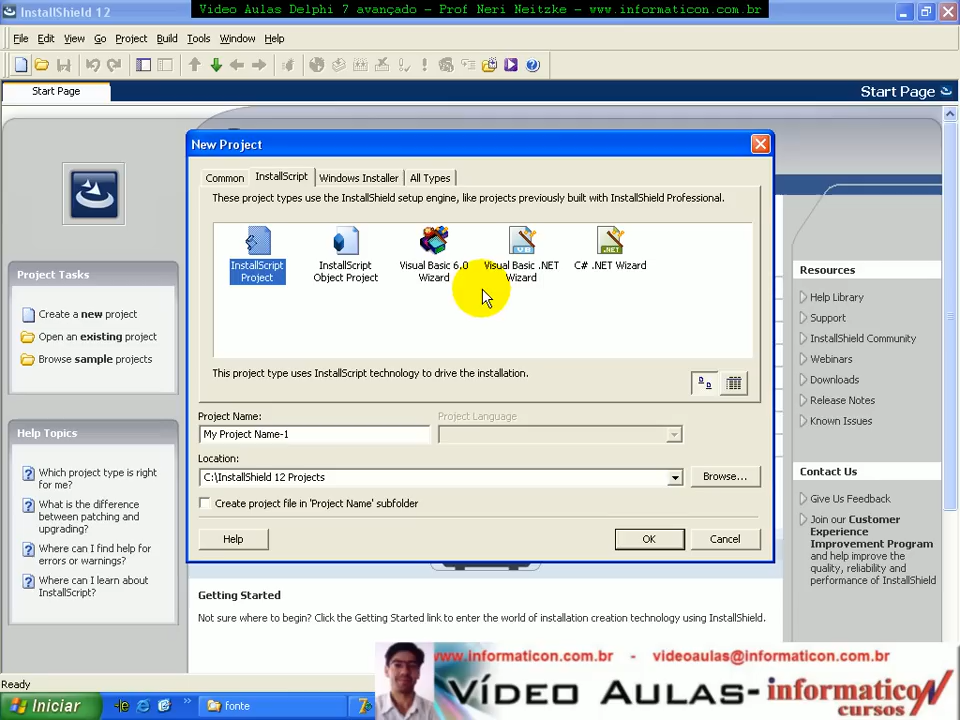 InstallShield 12
Video Aulas Delphi 7 avançado - Prof Neri Neitzke - www.informaticon.com.br
File Edit View Go Project Build Tools Window Help
Start Page
Start Page
New Project
Common InstallScript Windows Installer All Types
These project types use the InstallShield setup engine, like projects previously built with InstallShield Professional.
InstallScript Project
InstallScript Object Project
Visual Basic 6.0 Wizard
Visual Basic .NET Wizard
C# .NET Wizard
This project type uses InstallScript technology to drive the installation.
Project Name:
Project Language
My Project Name-1
Location:
C:\InstallShield 12 Projects
Browse...
Create project file in 'Project Name' subfolder
Help OK Cancel
Project Tasks
Create a new project
Open an existing project
Browse sample projects
Help Topics
Which project type is right
for me?
What is the difference
between patching and
upgrading?
Where can I find help for
errors or warnings?
Where can I learn about
InstallScript?
Resources
Help Library
Support
InstallShield Community
Webinars
Downloads
Release Notes
Known Issues
Contact Us
Give Us Feedback
Join our Customer
Experience
Improvement Program
and help improve the
quality, reliability and
performance of InstallShield
Getting Started
Not sure where to begin? Click the Getting Started link to enter the world of installation creation technology using InstallShield.
Ready
www.informaticon.com.br - videoaulas@informaticon.com.br
Vídeo Aulas- informaticon
cursos
Iniciar
fonte